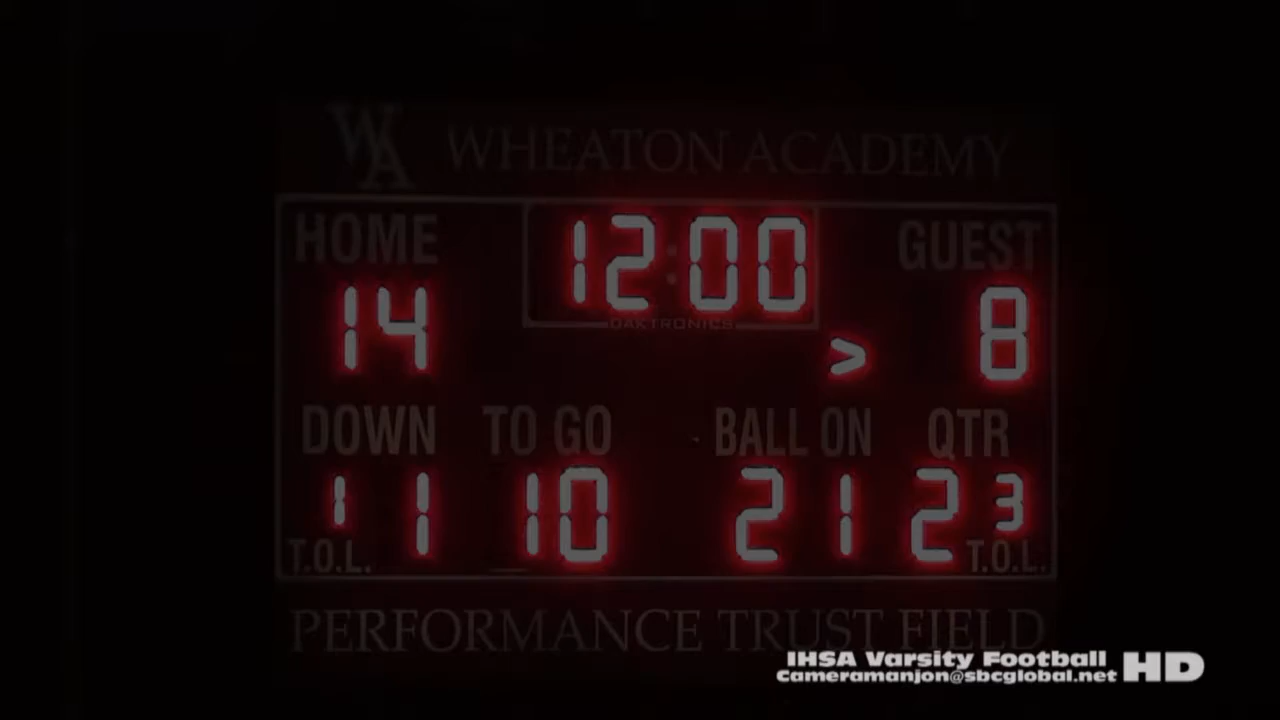 WA WHEATON ACADEMY
HOME 12:00 GUEST
DAKTRONICS
14 > 8
DOWN TO GO BALL ON QTR
1 1 10 21 2 3
T.O.L. T.O.L.
PERFORMANCE TRUST FIELD
IHSA Varsity Football HD
cameramanjon@sbcglobal.net